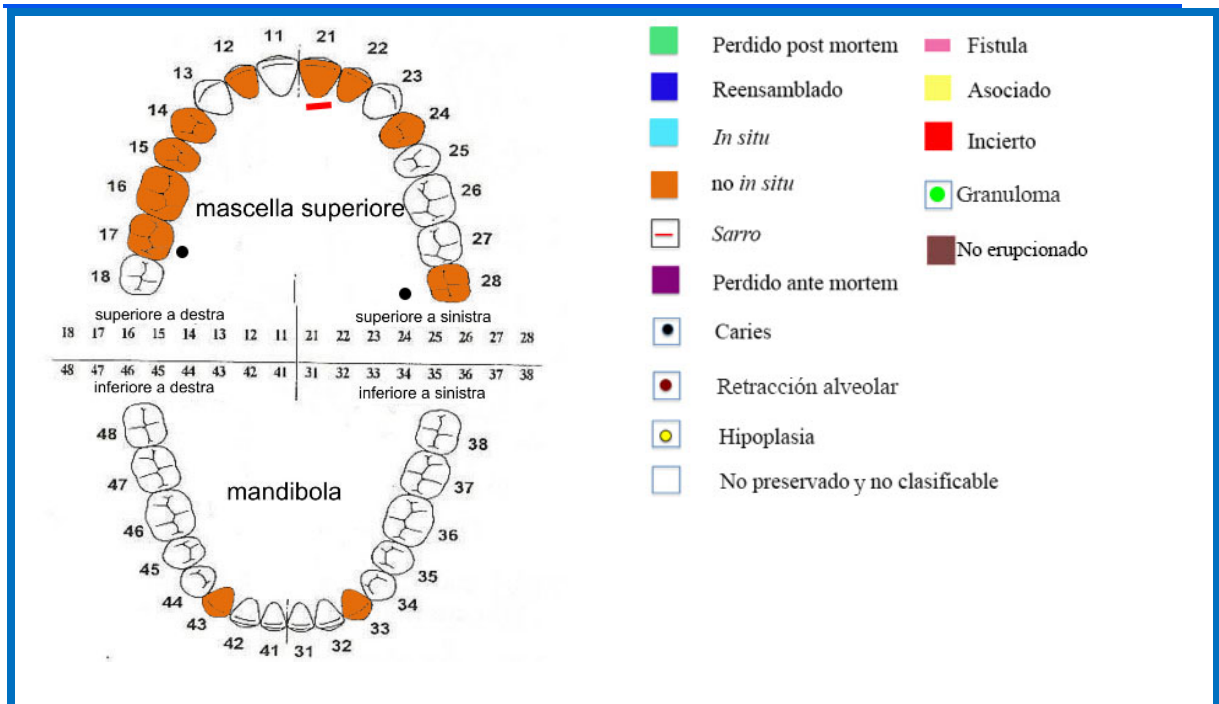 11 21
12 22
13 23
14 24
15 25
16 26
mascella superiore
17 27
18 28
superiore a destra superiore a sinistra
18 17 16 15 14 13 12 11 21 22 23 24 25 26 27 28
48 47 46 45 44 43 42 41 31 32 33 34 35 36 37 38
inferiore a destra inferiore a sinistra
48 38
47 37
mandibola
46 36
45 35
44 34
43 33
42 32
41 31
Perdido post mortem
Reensamblado
In situ
no in situ
Sarro
Perdido ante mortem
Caries
Retracción alveolar
Hipoplasia
No preservado y no clasificable
Fistula
Asociado
Incierto
Granuloma
No erupcionado